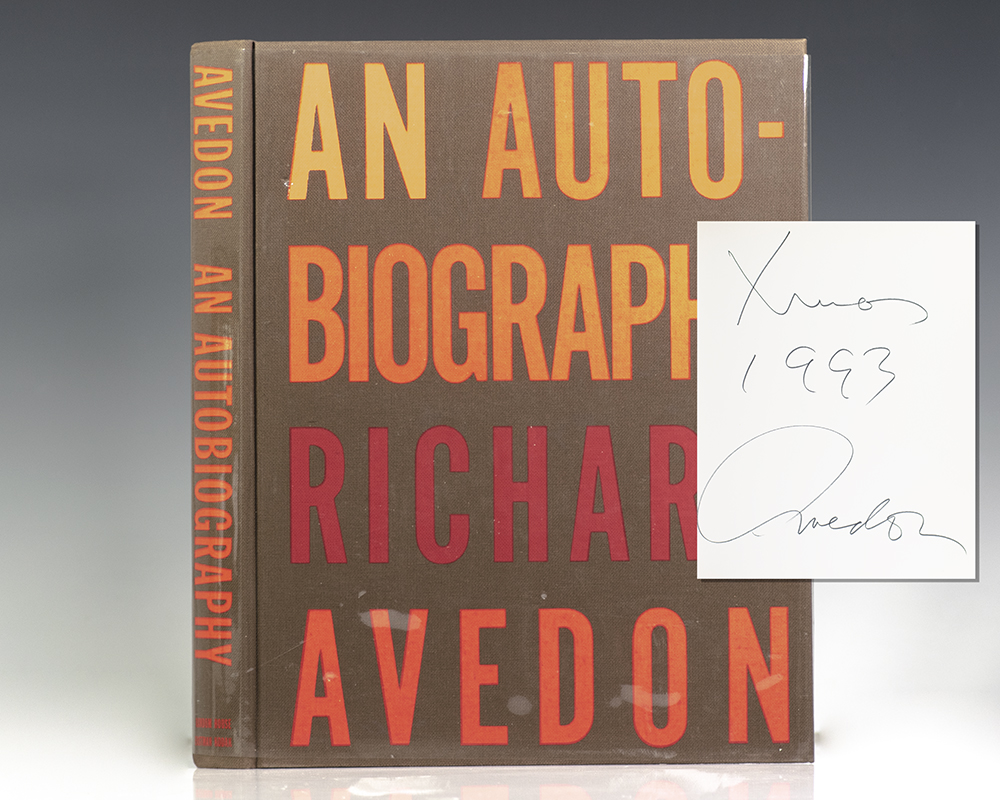 AVEDON AN AUTOBIOGRAPHY
AN AUTO-
BIOGRAPH
RICHAR
AVEDON
Xmas
1993
Avedon